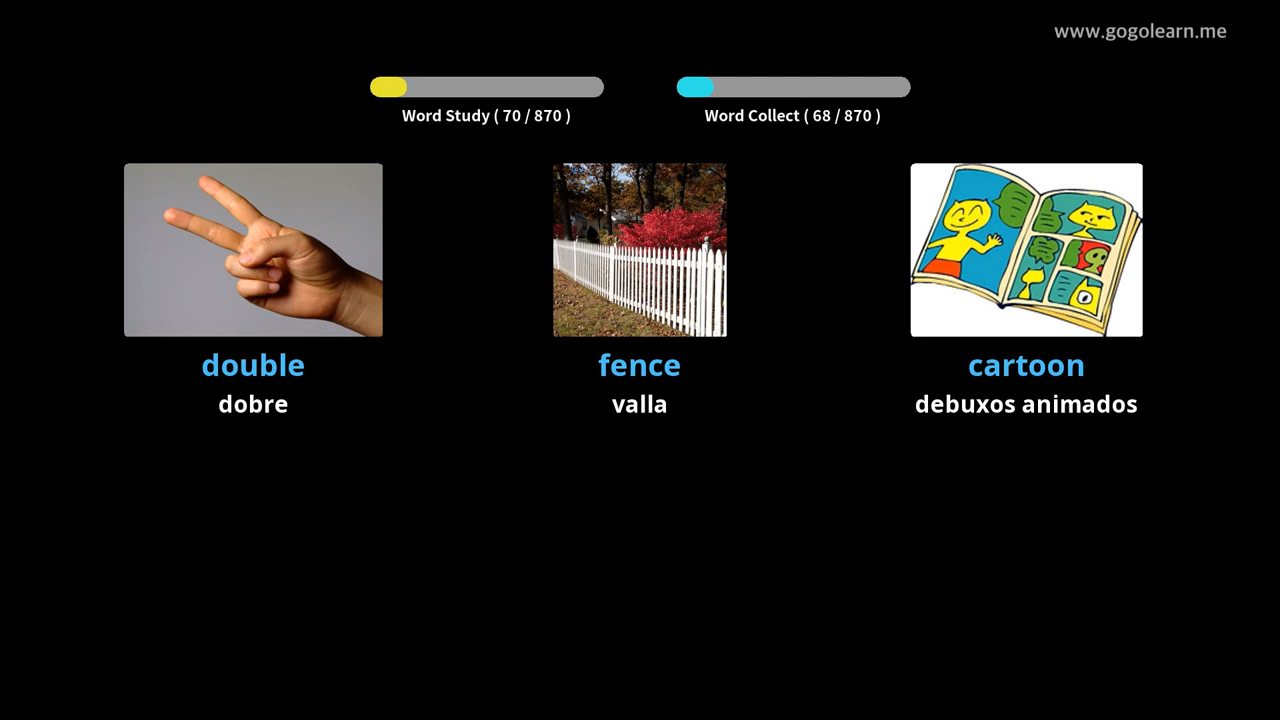 www.gogolearn.me
Word Study ( 70 / 870 )
Word Collect ( 68 / 870 )
double
dobre
fence
valla
cartoon
debuxos animados